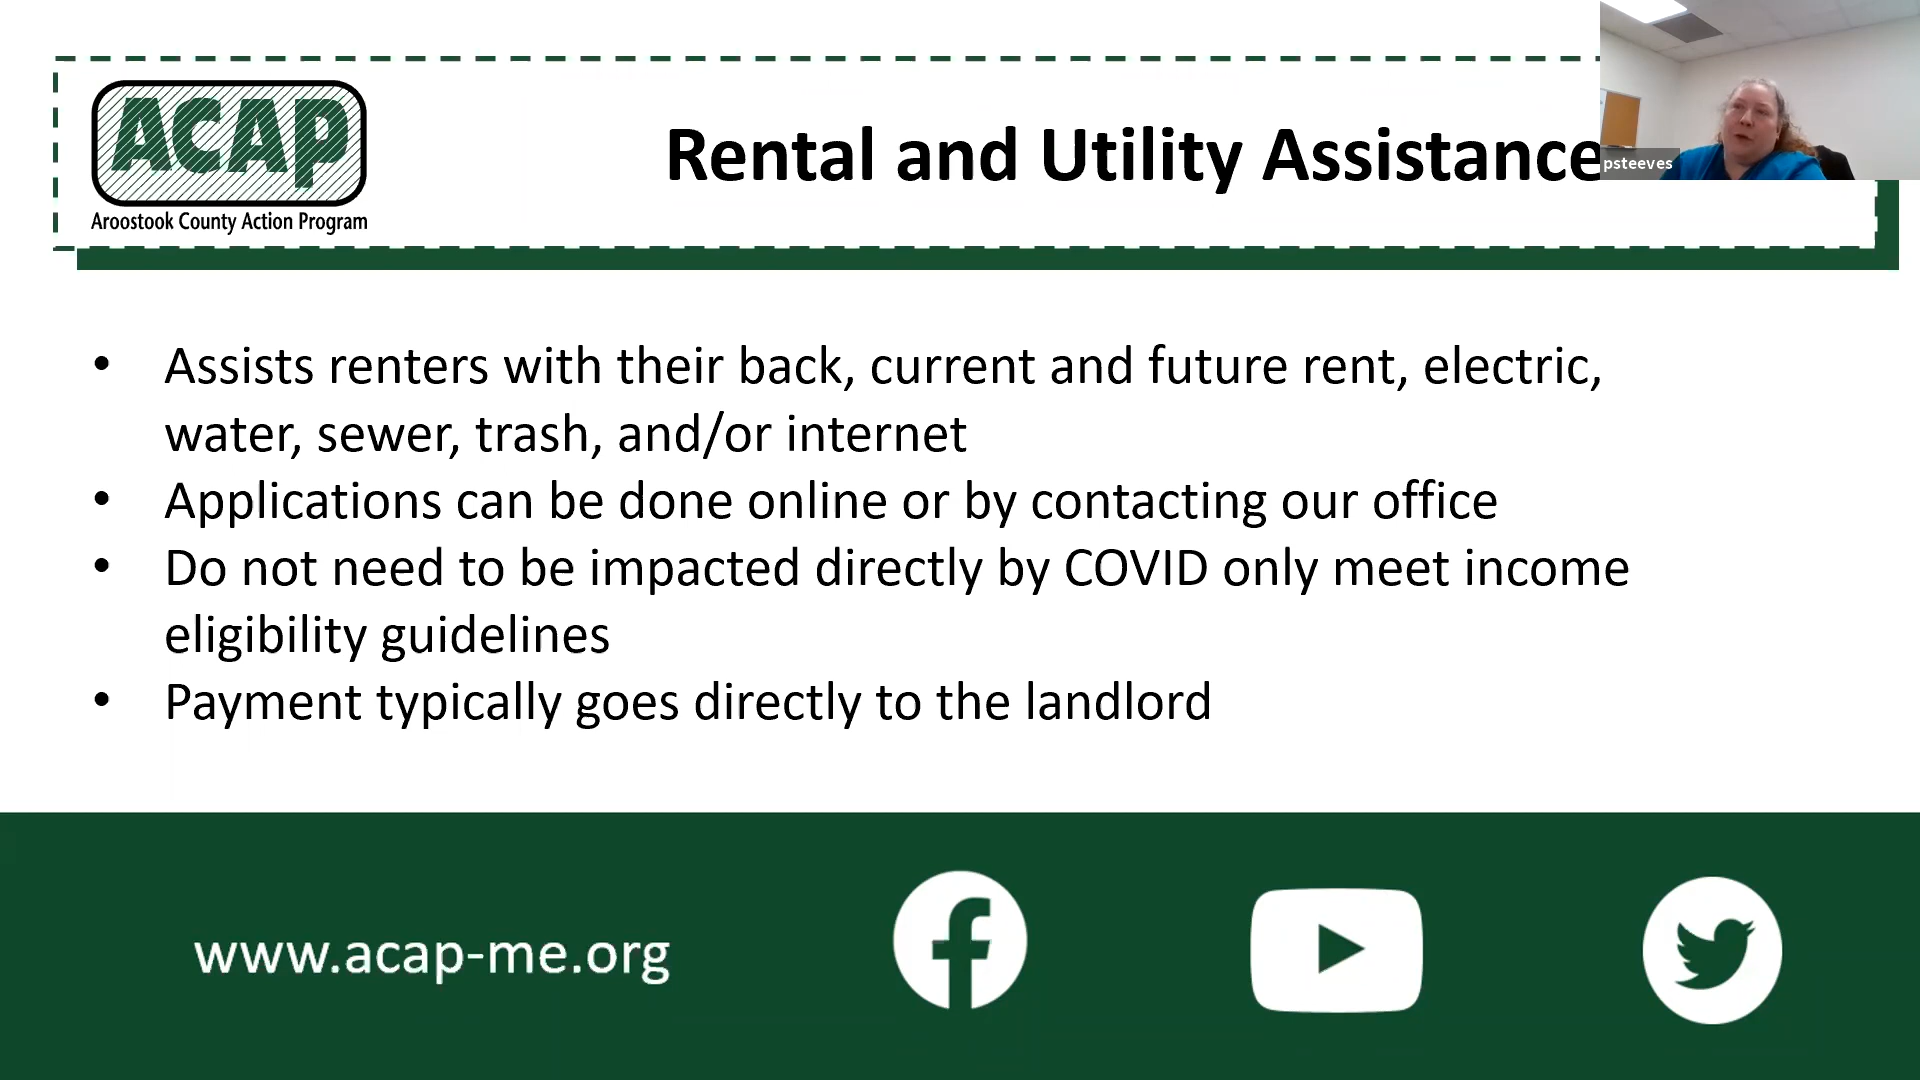 ACAP
Aroostook County Action Program
Rental and Utility Assistance
psteeves
• Assists renters with their back, current and future rent, electric,
water, sewer, trash, and/or internet
• Applications can be done online or by contacting our office
• Do not need to be impacted directly by COVID only meet income
eligibility guidelines
• Payment typically goes directly to the landlord
www.acap-me.org